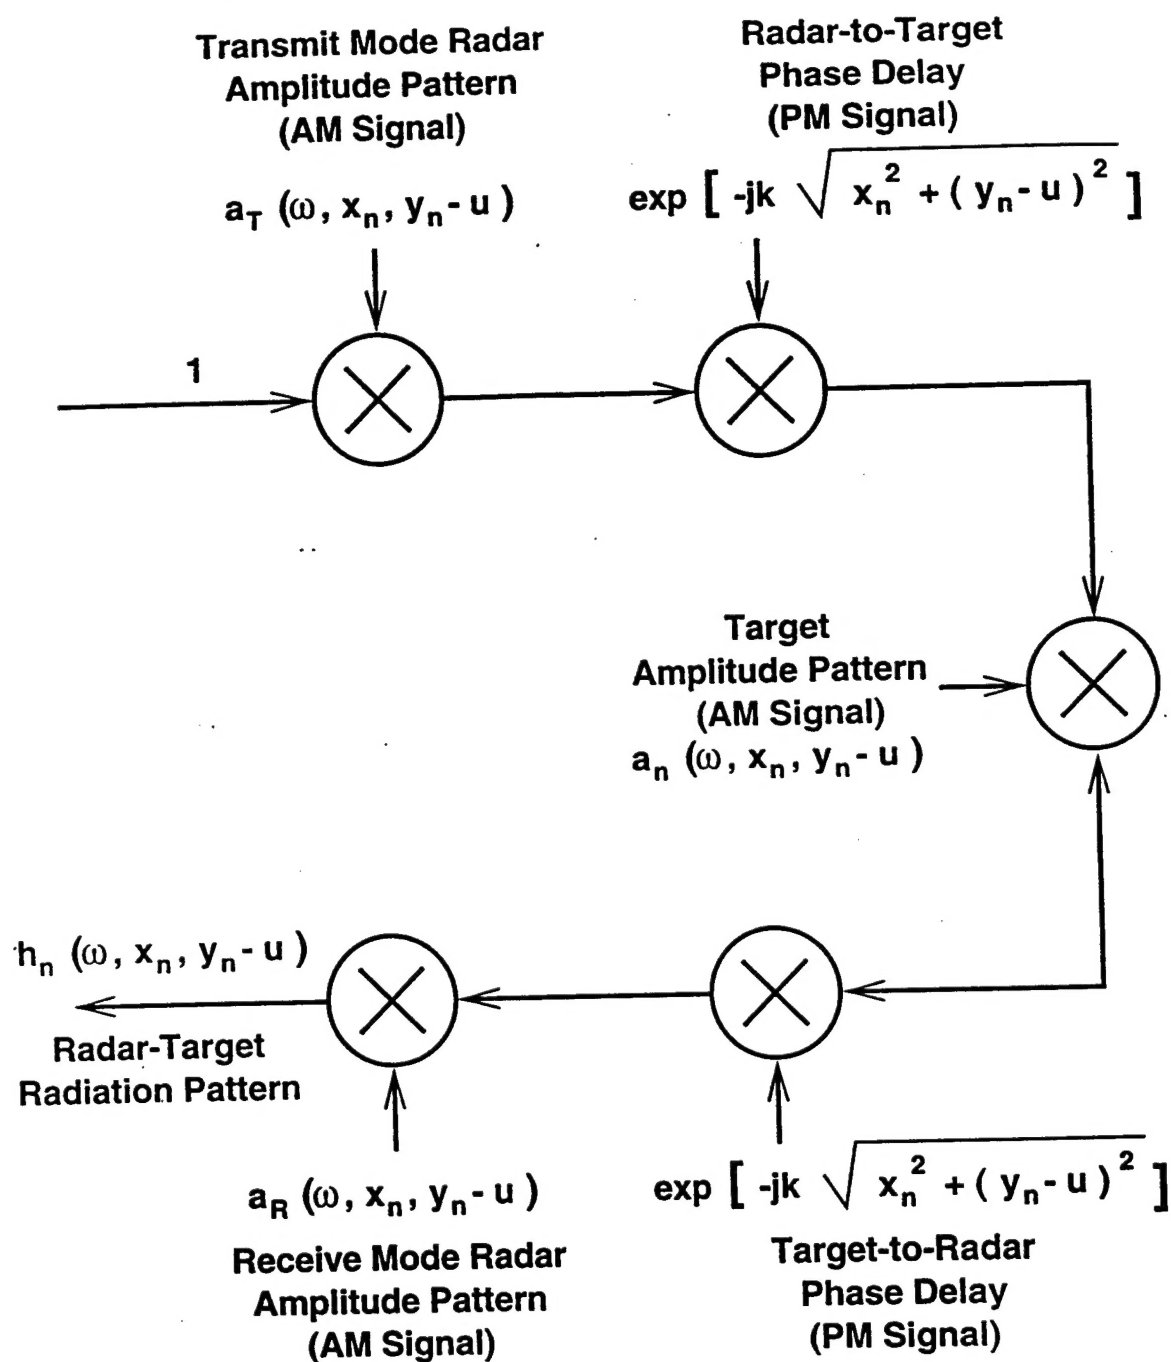 Transmit Mode Radar
Amplitude Pattern
(AM Signal)
a_T (ω, x_n, y_n - u )
Radar-to-Target
Phase Delay
(PM Signal)
exp [ -jk √ x_n^2 + ( y_n - u )^2 ]
1
Target
Amplitude Pattern
(AM Signal)
a_n (ω, x_n, y_n - u )
h_n (ω, x_n, y_n - u )
Radar-Target
Radiation Pattern
a_R (ω, x_n, y_n - u )
Receive Mode Radar
Amplitude Pattern
(AM Signal)
exp [ -jk √ x_n^2 + ( y_n - u )^2 ]
Target-to-Radar
Phase Delay
(PM Signal)